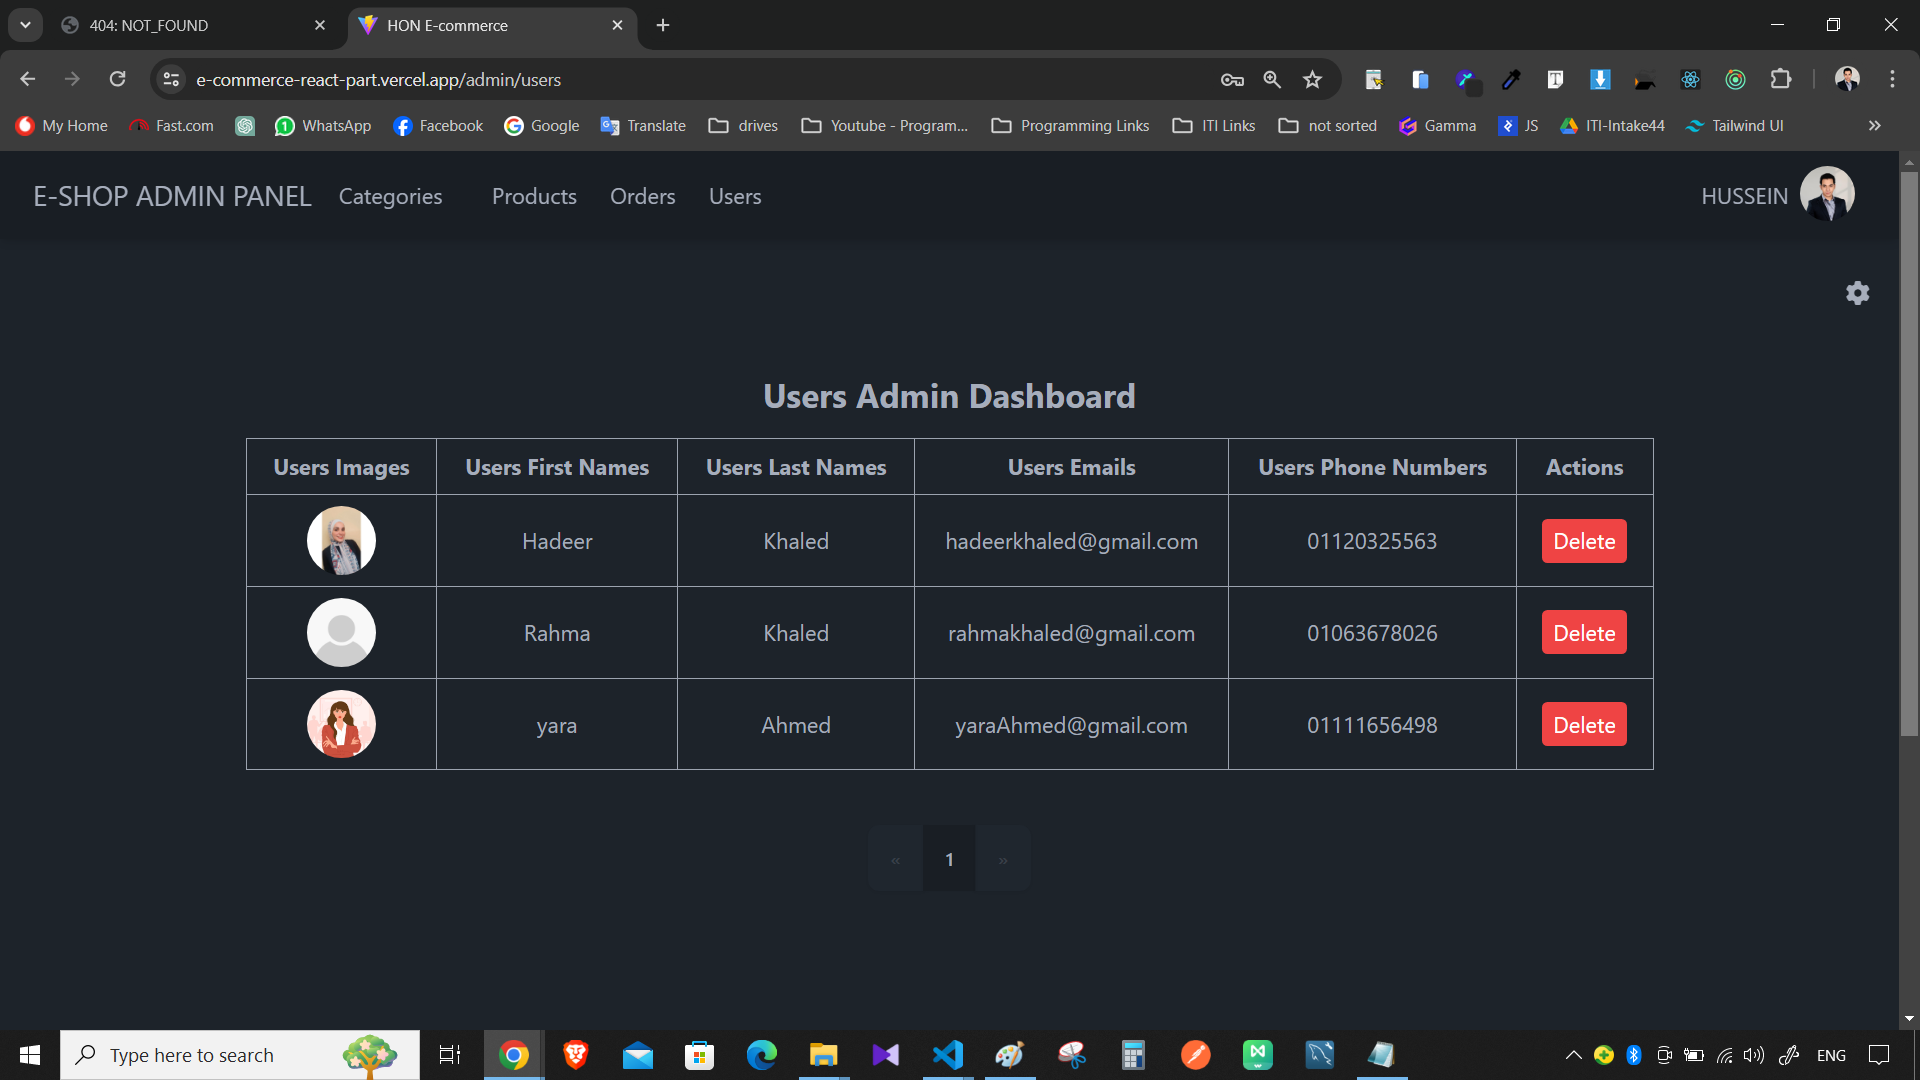 404: NOT_FOUND
HON E-commerce
e-commerce-react-part.vercel.app/admin/users
My Home Fast.com WhatsApp Facebook Google Translate drives Youtube - Program... Programming Links ITI Links not sorted Gamma JS ITI-Intake44 Tailwind UI
E-SHOP ADMIN PANEL Categories Products Orders Users HUSSEIN
Users Admin Dashboard
Users Images Users First Names Users Last Names Users Emails Users Phone Numbers Actions
Hadeer Khaled hadeerkhaled@gmail.com 01120325563 Delete
Rahma Khaled rahmakhaled@gmail.com 01063678026 Delete
yara Ahmed yaraAhmed@gmail.com 01111656498 Delete
« 1 »
Type here to search ENG